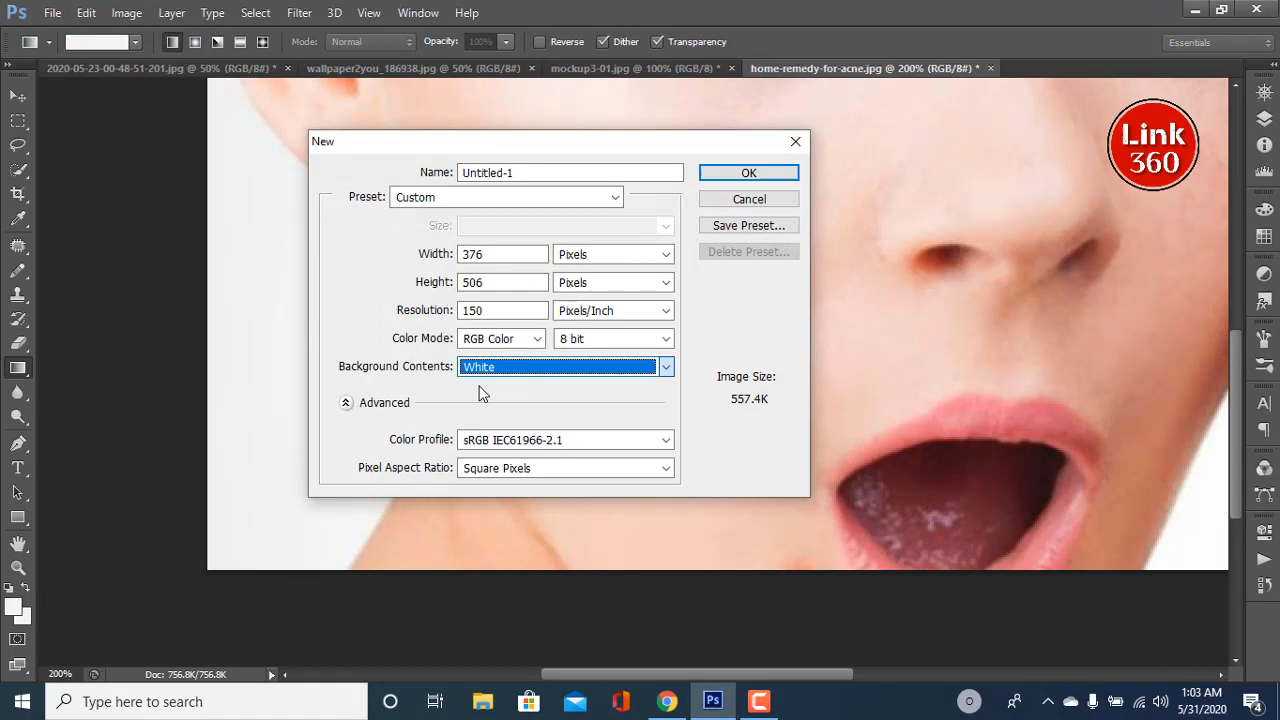 Ps File Edit Image Layer Type Select Filter 3D View Window Help
Mode: Normal Opacity: 100% Reverse Dither Transparency Essentials
2020-05-23-00-48-51-201.jpg @ 50% (RGB/8#) * × wallpaper2you_186938.jpg @ 50% (RGB/8#) × mockup3-01.jpg @ 100% (RGB/8) * × home-remedy-for-acne.jpg @ 200% (RGB/8#) * ×
Link
360
New
Name: Untitled-1 OK
Preset: Custom Cancel
Size: Save Preset...
Width: 376 Pixels Delete Preset...
Height: 506 Pixels
Resolution: 150 Pixels/Inch
Color Mode: RGB Color 8 bit
Background Contents: White
Image Size:
557.4K
Advanced
Color Profile: sRGB IEC61966-2.1
Pixel Aspect Ratio: Square Pixels
200% Doc: 756.8K/756.8K
Type here to search
1:03 AM
5/31/2020
4